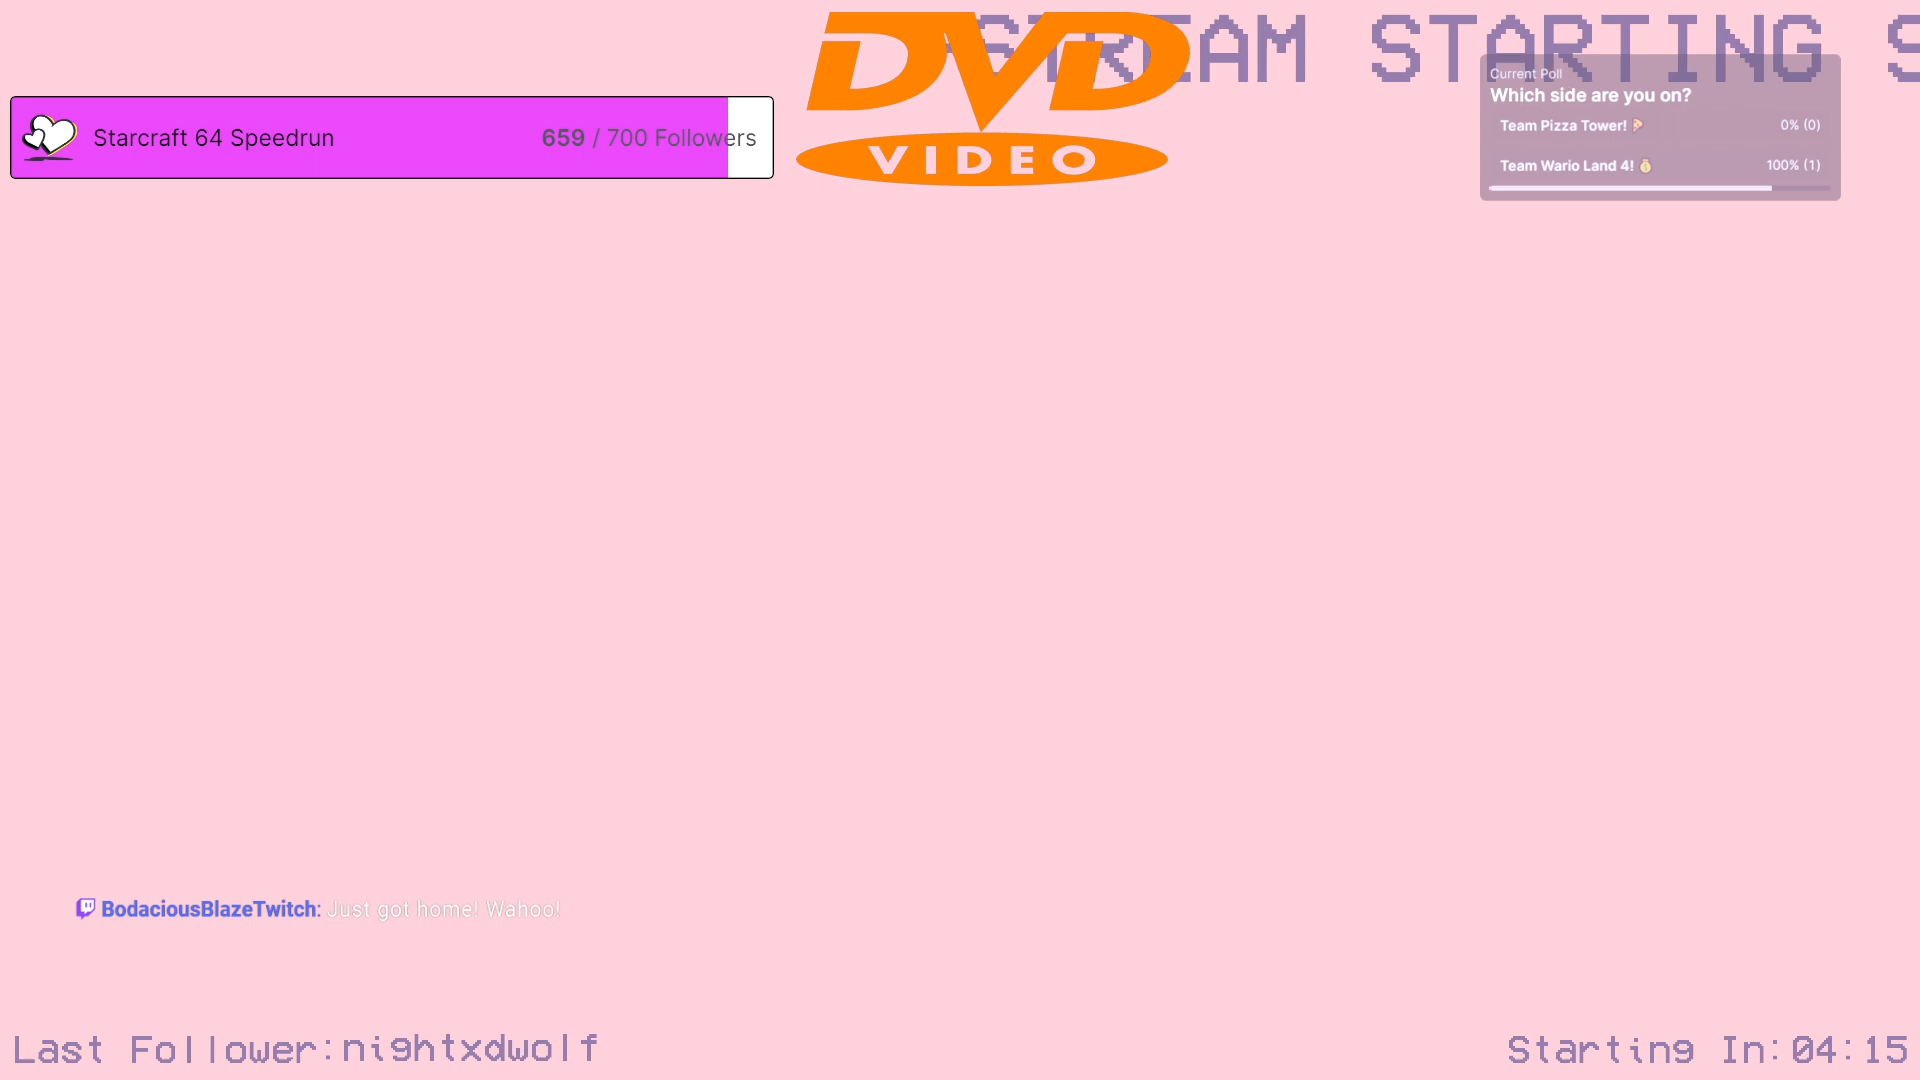 STREAM STARTING S
DVD
VIDEO
Starcraft 64 Speedrun
659 / 700 Followers
Current Poll
Which side are you on?
Team Pizza Tower! 🍕 0% (0)
Team Wario Land 4! 💰 100% (1)
BodaciousBlazeTwitch: Just got home! Wahoo!
Last Follower:nightxdwolf
Starting In:04:15